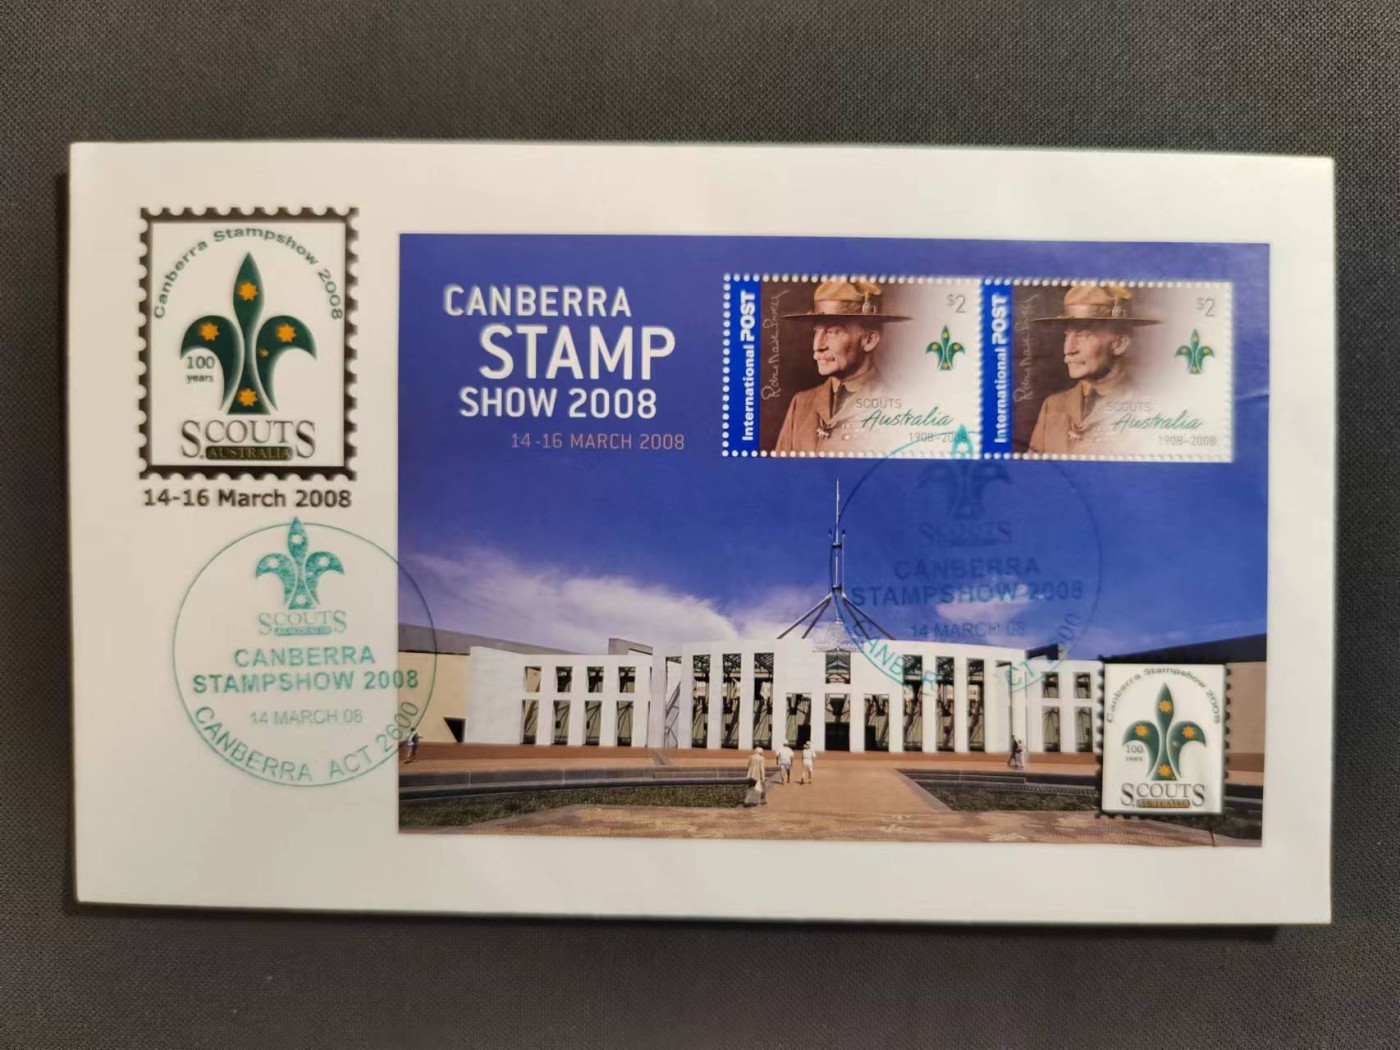 Canberra Stampshow 2008
100
years
SCOUTS
AUSTRALIA
14-16 March 2008
SCOUTS
AUSTRALIA
CANBERRA
STAMPSHOW 2008
14 MARCH 08
CANBERRA ACT 2600
CANBERRA
STAMP
SHOW 2008
14-16 MARCH 2008
International POST
$2
SCOUTS
Australia
1908-2008
International POST
$2
SCOUTS
Australia
1908-2008
SCOUTS
CANBERRA
STAMPSHOW 2008
14 MARCH 08
Canberra Stampshow 2008
100
years
SCOUTS
AUSTRALIA